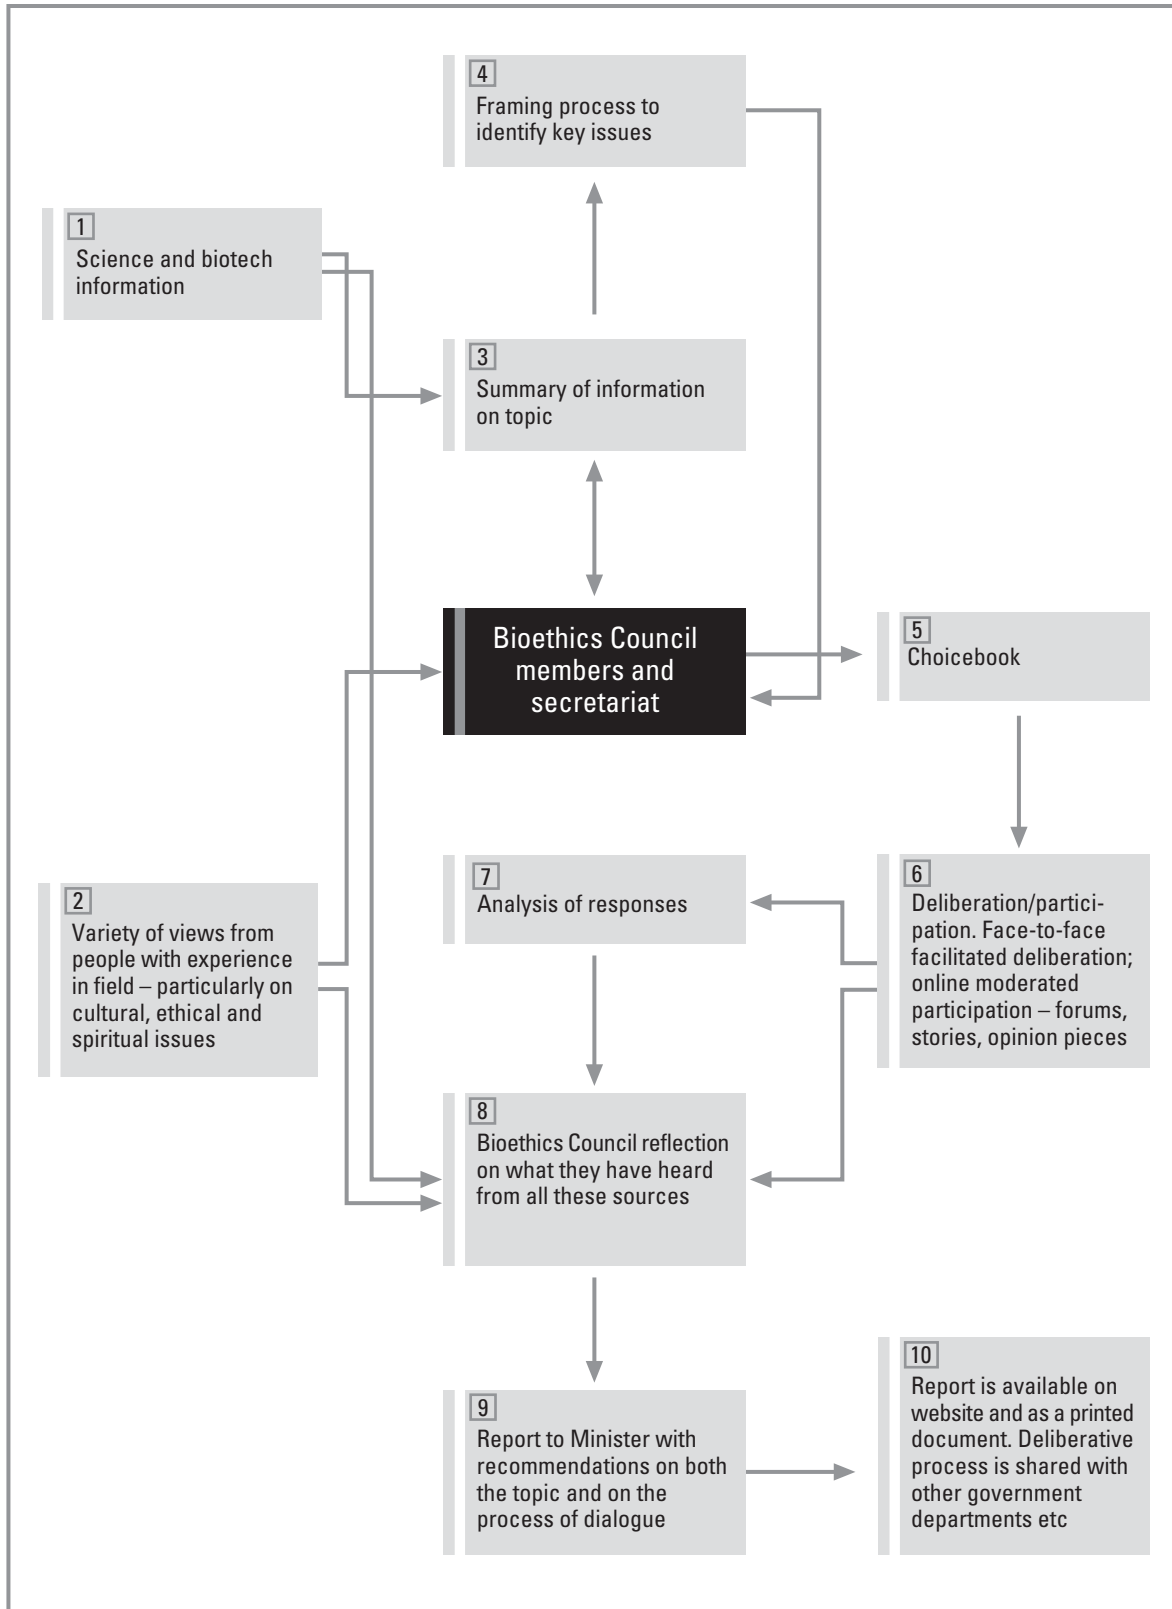 4
Framing process to
identify key issues
1
Science and biotech
information
3
Summary of information
on topic
Bioethics Council
members and
secretariat
5
Choicebook
2
Variety of views from
people with experience
in field – particularly on
cultural, ethical and
spiritual issues
7
Analysis of responses
6
Deliberation/partici-
pation. Face-to-face
facilitated deliberation;
online moderated
participation – forums,
stories, opinion pieces
8
Bioethics Council reflection
on what they have heard
from all these sources
9
Report to Minister with
recommendations on both
the topic and on the
process of dialogue
10
Report is available on
website and as a printed
document. Deliberative
process is shared with
other government
departments etc